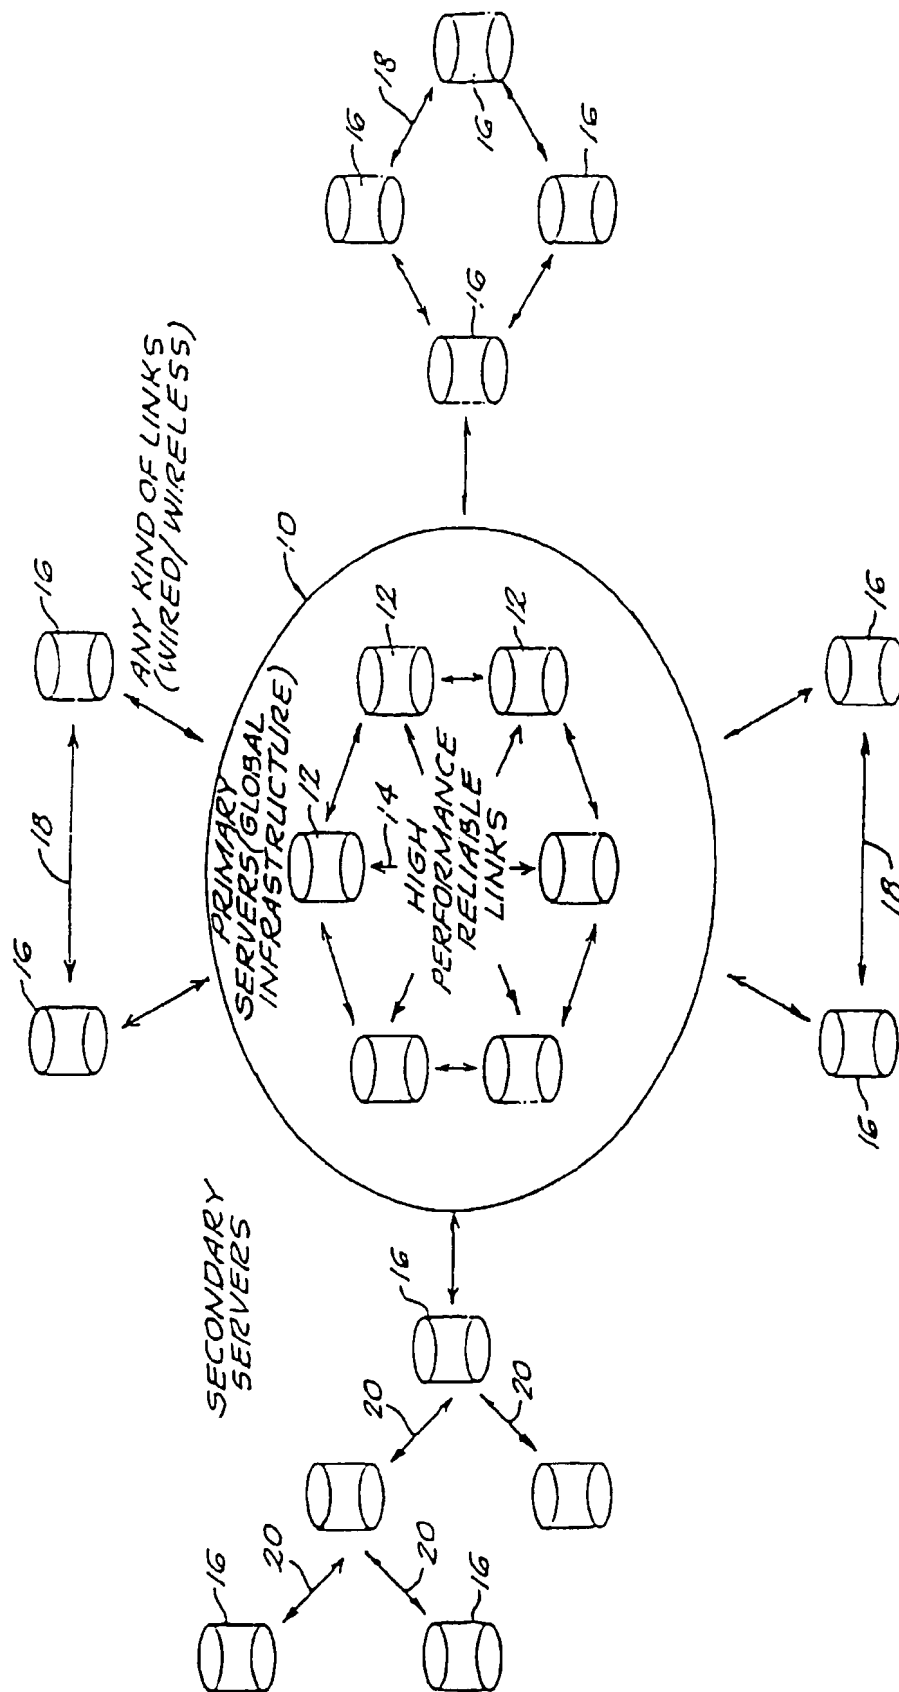 SECONDARY
SERVERS
16
20
16
20
20
16
20
16
18
16
ANY KIND OF LINKS
(WIRED/WIRELESS)
10
PRIMARY
SERVERS(GLOBAL
INFRASTRUCTURE)
12
12
12
14
HIGH
PERFORMANCE
RELIABLE
LINKS
16
18
16
16
16
18
16
16